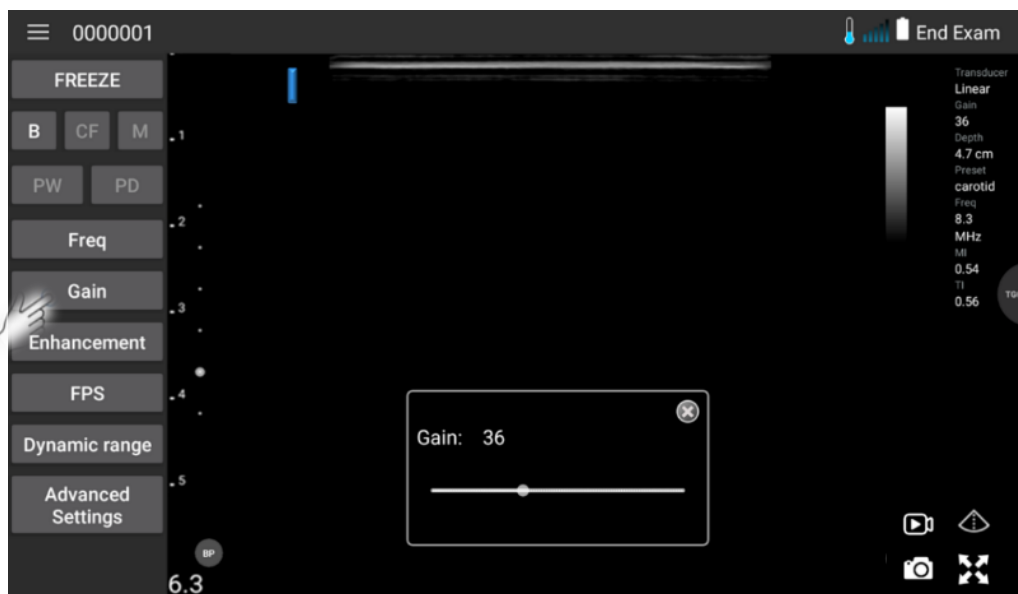 0000001
End Exam
FREEZE
B CF M
PW PD
Freq
Gain
Enhancement
FPS
Dynamic range
Advanced
Settings
.1
.2
.3
.4
.5
BP
6.3
Gain: 36
Transducer
Linear
Gain
36
Depth
4.7 cm
Preset
carotid
Freq
8.3
MHz
MI
0.54
TI
0.56